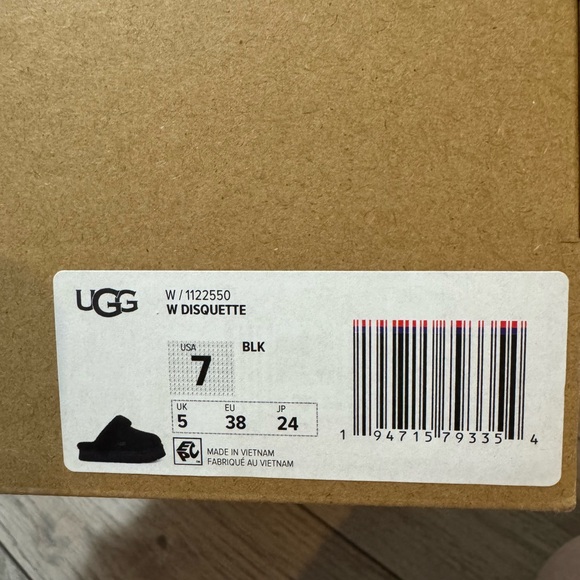 UGG
W / 1122550
W DISQUETTE
USA
7
BLK
UK EU JP
5 38 24
MADE IN VIETNAM
FABRIQUÉ AU VIETNAM
1 94715 79335 4